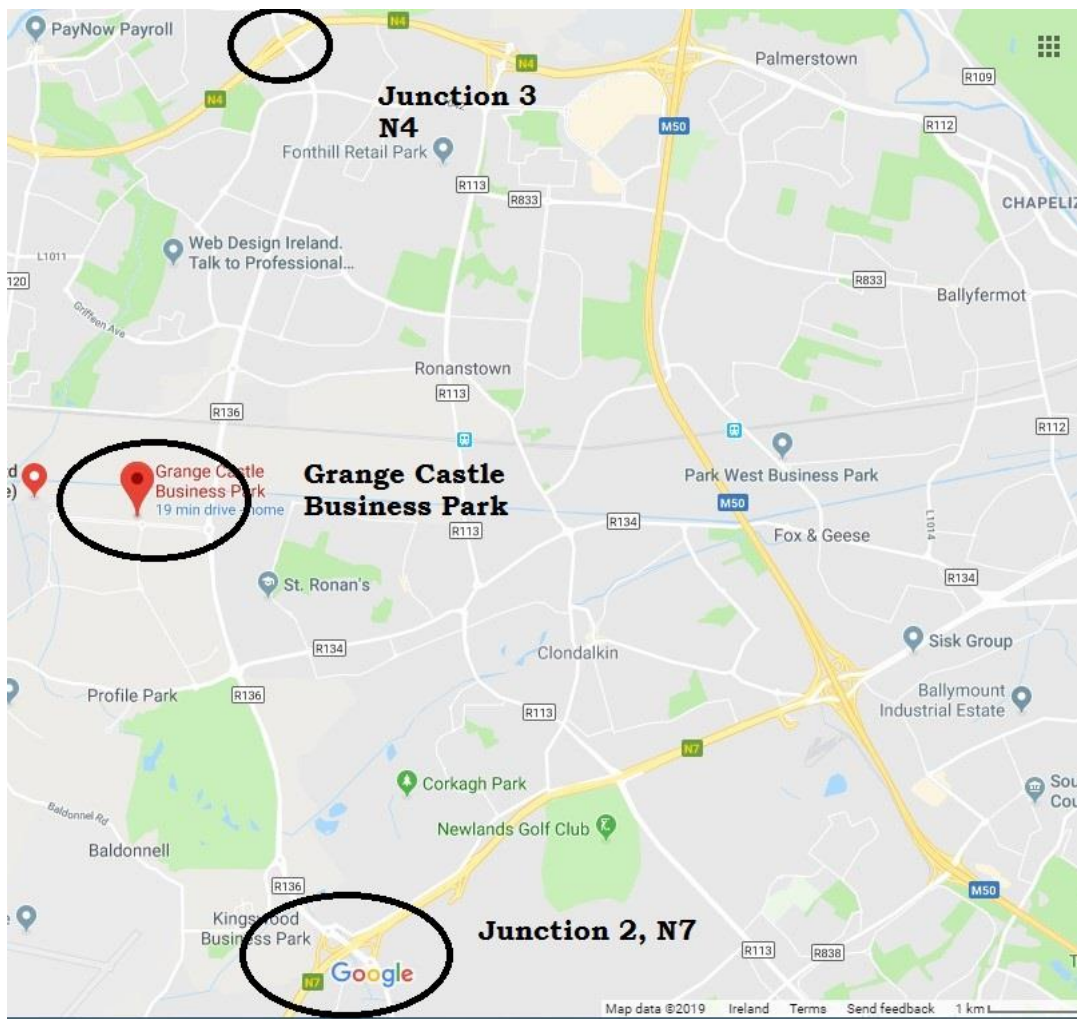 PayNow Payroll
N4
N4
N4
Palmerstown
R109
Junction 3
N4
M50
R112
Fonthill Retail Park
R113
R833
CHAPELIZ
Web Design Ireland.
Talk to Professional...
L1011
120
R833
Ballyfermot
Griffeen Ave
Ronanstown
R113
R136
R112
Park West Business Park
Grange Castle
Business Park
19 min drive - home
d
e)
Grange Castle
Business Park
M50
R134
R113
Fox & Geese
L1014
R134
St. Ronan's
R134
Clondalkin
Sisk Group
Profile Park
R136
R113
Ballymount
Industrial Estate
N7
Corkagh Park
Sou
Cou
Baldonnel Rd
Newlands Golf Club
Baldonnell
R136
M50
Kingswood
Business Park
Junction 2, N7
R113
R838
T
N7
Google
Map data ©2019 Ireland Terms Send feedback 1 km